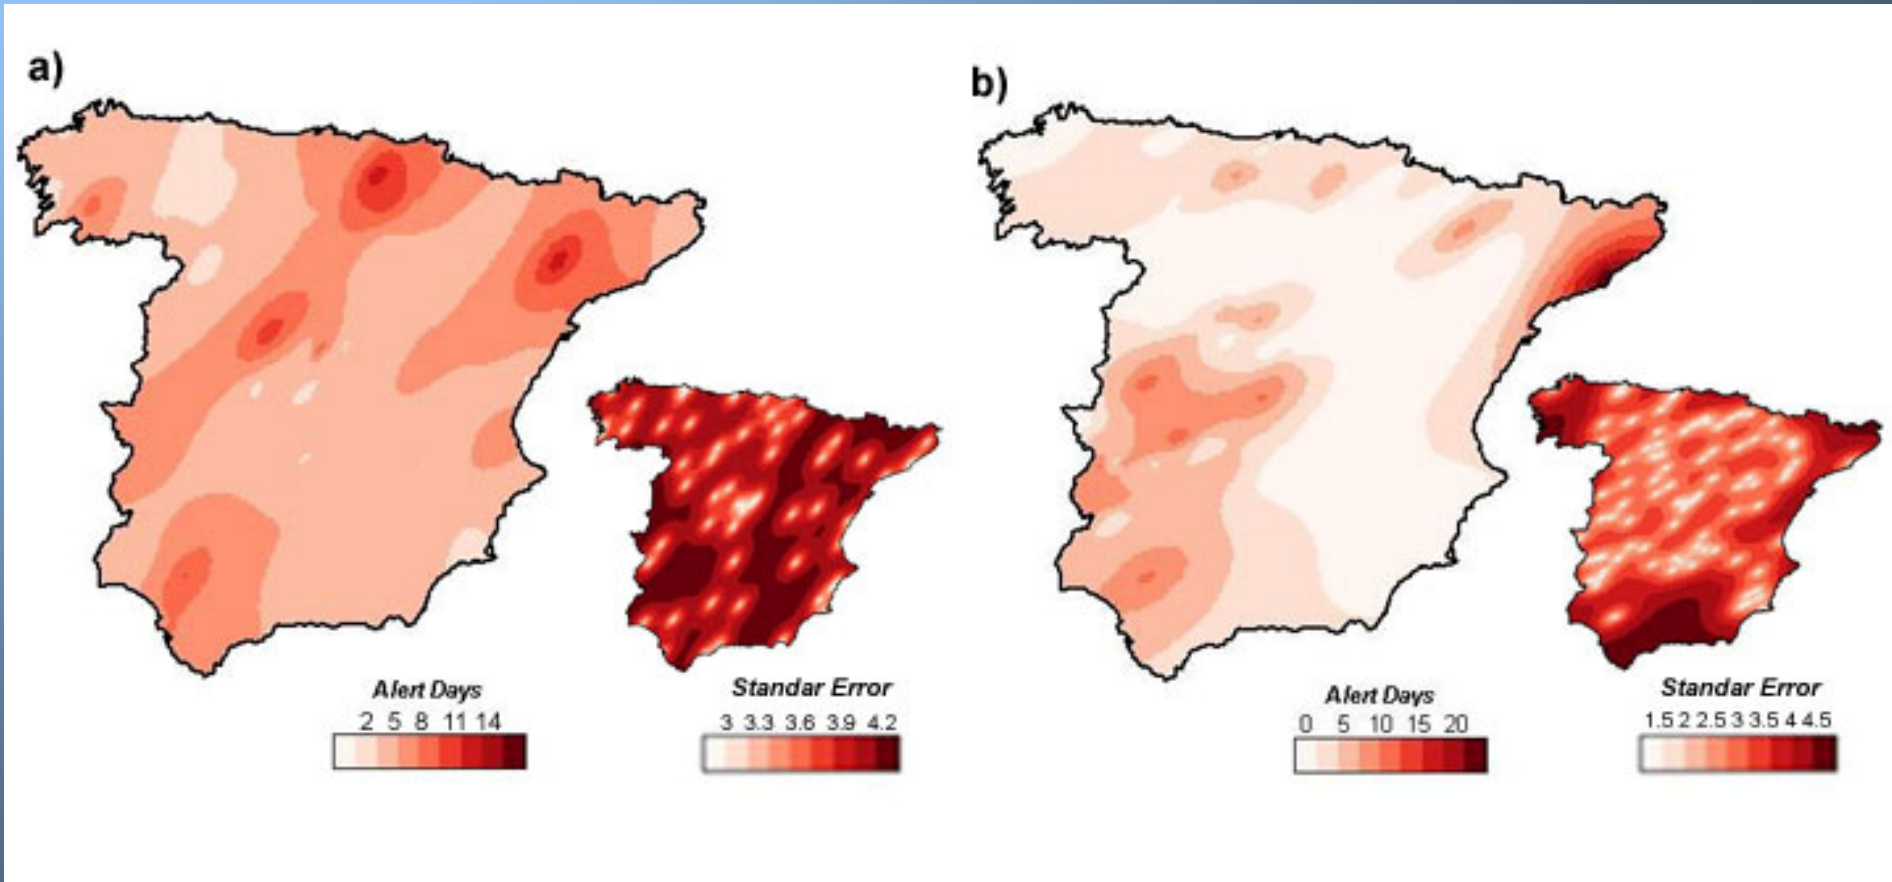 a)
b)
Alert Days
2 5 8 11 14
Standar Error
3 3.3 3.6 3.9 4.2
Alert Days
0 5 10 15 20
Standar Error
1.5 2 2.5 3 3.5 4 4.5